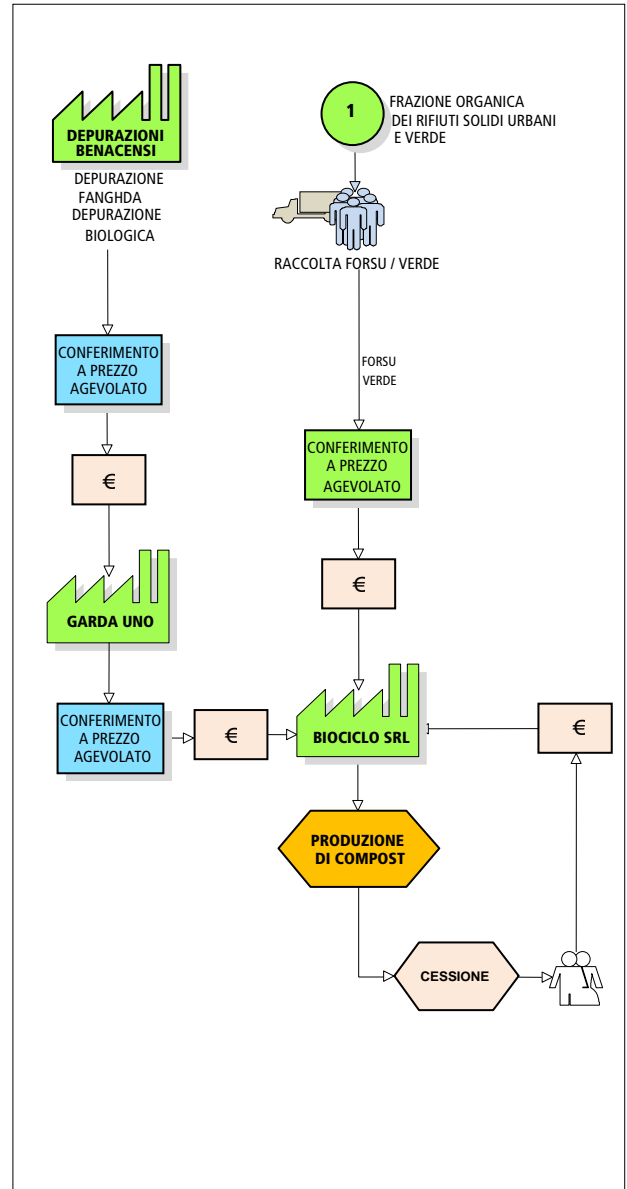 DEPURAZIONI
BENACENSI
DEPURAZIONE
FANGHDA
DEPURAZIONE
BIOLOGICA
1
FRAZIONE ORGANICA
DEI RIFIUTI SOLIDI URBANI
E VERDE
RACCOLTA FORSU / VERDE
CONFERIMENTO
A PREZZO
AGEVOLATO
FORSU
VERDE
€
CONFERIMENTO
A PREZZO
AGEVOLATO
€
GARDA UNO
CONFERIMENTO
A PREZZO
AGEVOLATO
€
BIOCICLO SRL
€
PRODUZIONE
DI COMPOST
CESSIONE